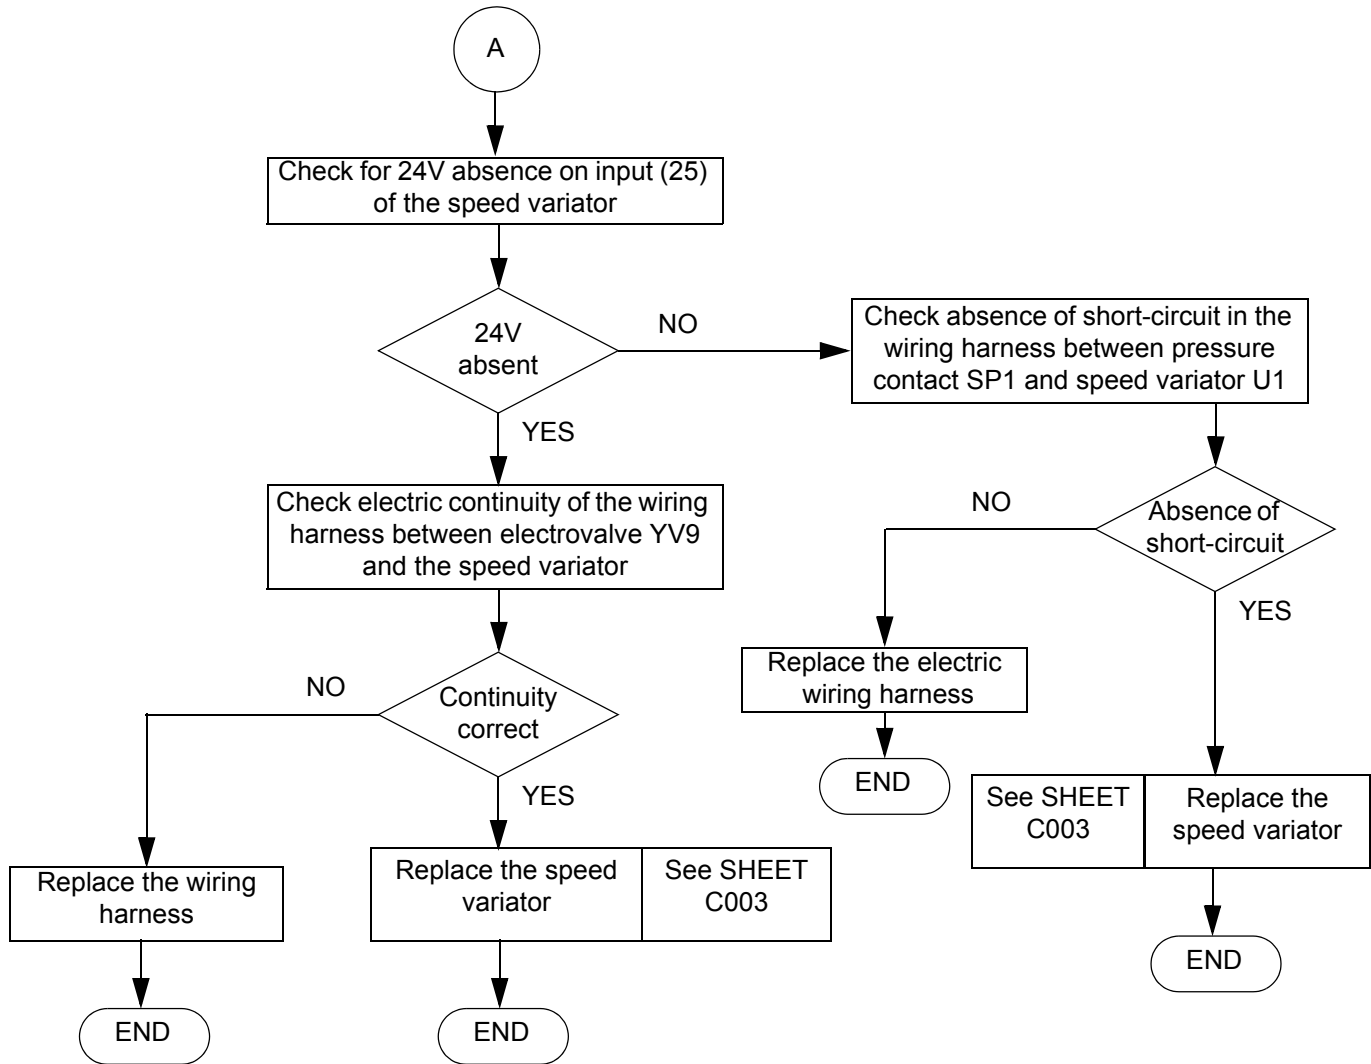 A
Check for 24V absence on input (25)
of the speed variator
24V
absent
NO
YES
Check absence of short-circuit in the
wiring harness between pressure
contact SP1 and speed variator U1
Check electric continuity of the wiring
harness between electrovalve YV9
and the speed variator
Absence of
short-circuit
NO
YES
Continuity
correct
NO
YES
Replace the electric
wiring harness
END
See SHEET
C003
Replace the
speed variator
END
Replace the wiring
harness
END
Replace the speed
variator
See SHEET
C003
END